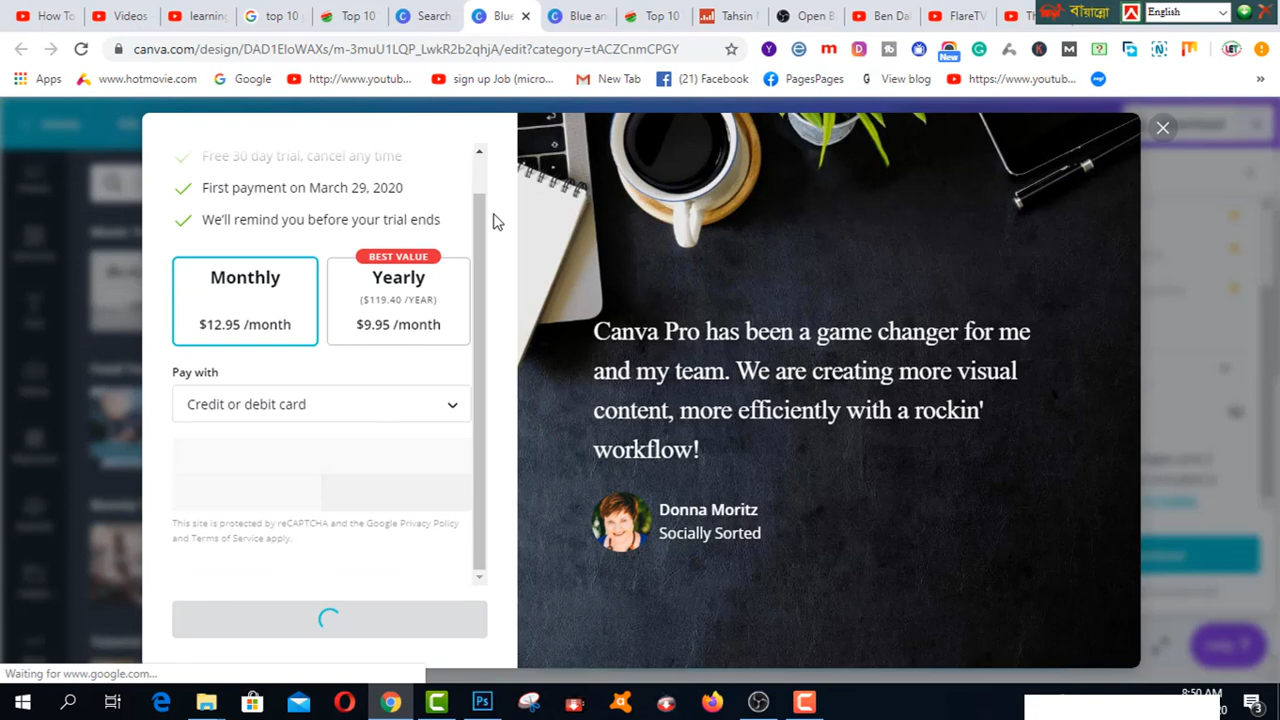 How To
Videos
learning
top 10
Top
Search
Blue
Blue an
Top 10
Tahsin
Open B
Ben Dah
FlareTV
বায়ান্নো
English
canva.com/design/DAD1EloWAXs/m-3muU1LQP_LwkR2b2qhjA/edit?category=tACZCnmCPGY
New
Apps
www.hotmovie.com
Google
http://www.youtub...
sign up Job (micro...
New Tab
(21) Facebook
PagesPages
View blog
https://www.youtub...
»
Free 30 day trial, cancel any time
First payment on March 29, 2020
We'll remind you before your trial ends
BEST VALUE
Monthly
$12.95 /month
Yearly
($119.40 /YEAR)
$9.95 /month
Pay with
Credit or debit card
This site is protected by reCAPTCHA and the Google Privacy Policy
and Terms of Service apply.
Canva Pro has been a game changer for me
and my team. We are creating more visual
content, more efficiently with a rockin'
workflow!
Donna Moritz
Socially Sorted
Waiting for www.google.com...
8:50 AM
3